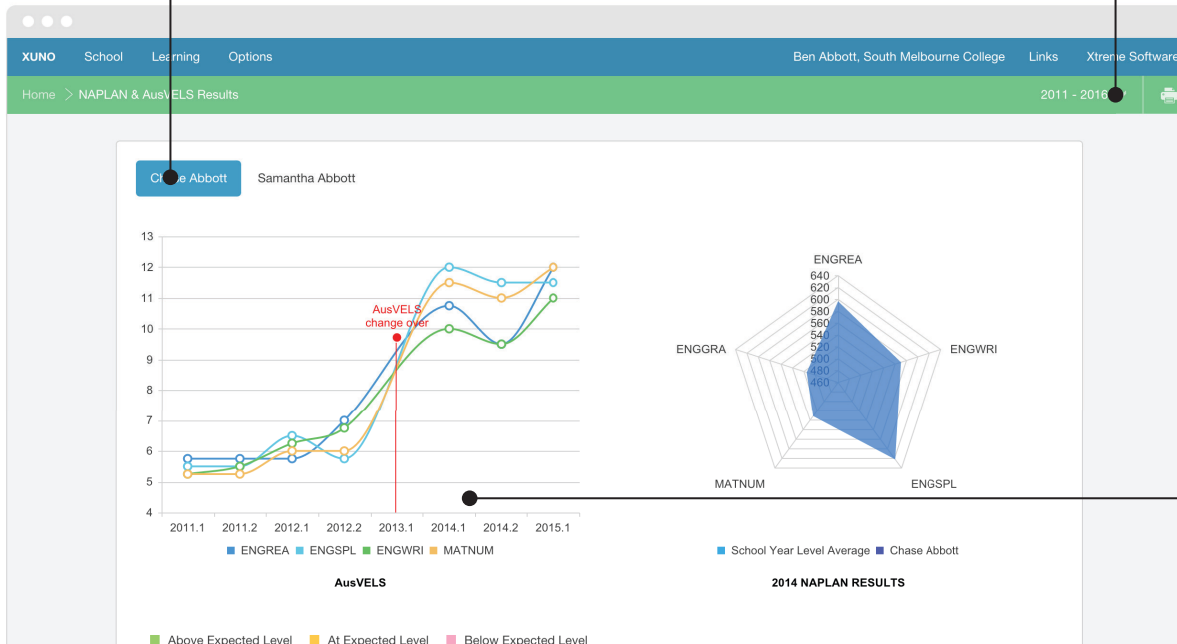 XUNO School Learning Options Ben Abbott, South Melbourne College Links Xtreme Software
Home > NAPLAN & AusVELS Results 2011 - 2016
Chase Abbott Samantha Abbott
13
12
11
10
9
8
7
6
5
4
AusVELS
change over
2011.1 2011.2 2012.1 2012.2 2013.1 2014.1 2014.2 2015.1
ENGREA ENGSPL ENGWRI MATNUM
AusVELS
ENGREA
640
620
600
580
560
540
520
500
480
460
ENGGRA ENGWRI
MATNUM ENGSPL
School Year Level Average Chase Abbott
2014 NAPLAN RESULTS
Above Expected Level At Expected Level Below Expected Level